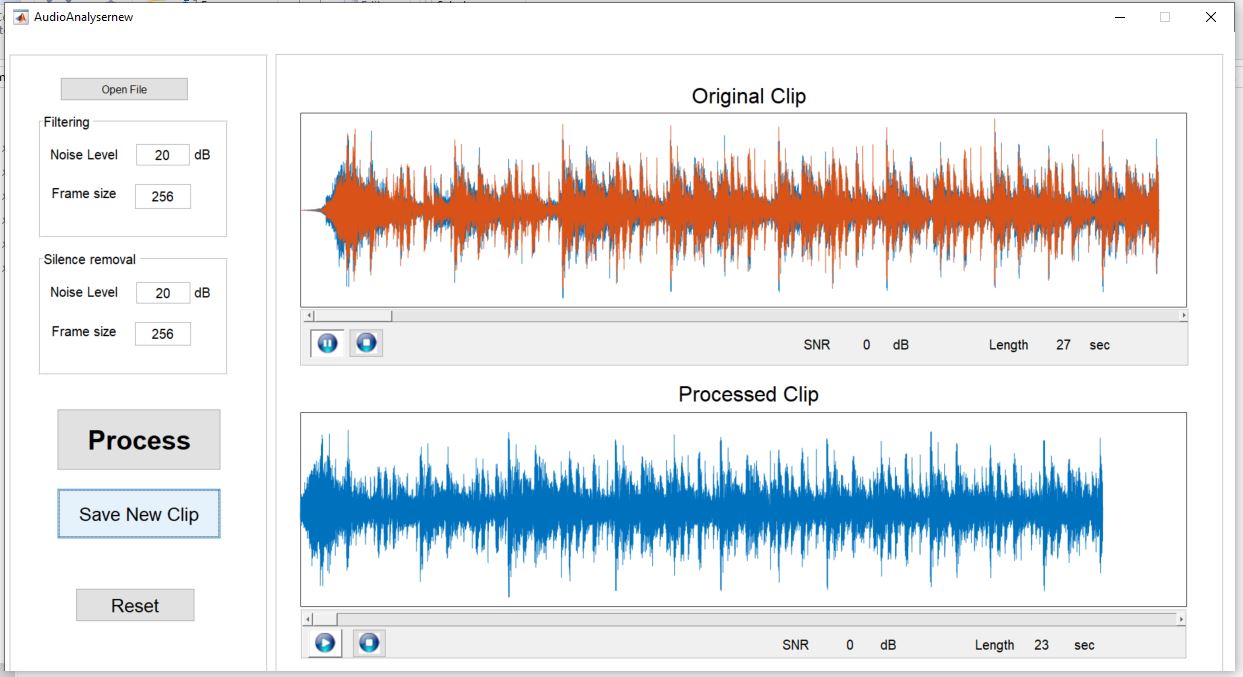 AudioAnalysernew
Open File
Filtering
Noise Level 20 dB
Frame size 256
Silence removal
Noise Level 20 dB
Frame size 256
Process
Save New Clip
Reset
Original Clip
SNR 0 dB Length 27 sec
Processed Clip
SNR 0 dB Length 23 sec